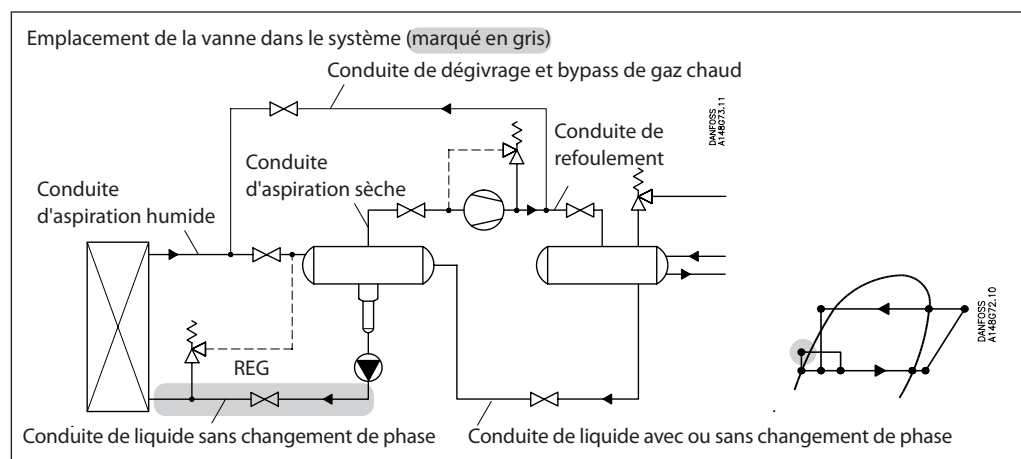 Emplacement de la vanne dans le système (marqué en gris)
Conduite de dégivrage et bypass de gaz chaud
DANFOSS
A148G73.11
Conduite de
refoulement
Conduite
d'aspiration sèche
Conduite
d'aspiration humide
DANFOSS
A148G72.10
REG
Conduite de liquide sans changement de phase
Conduite de liquide avec ou sans changement de phase